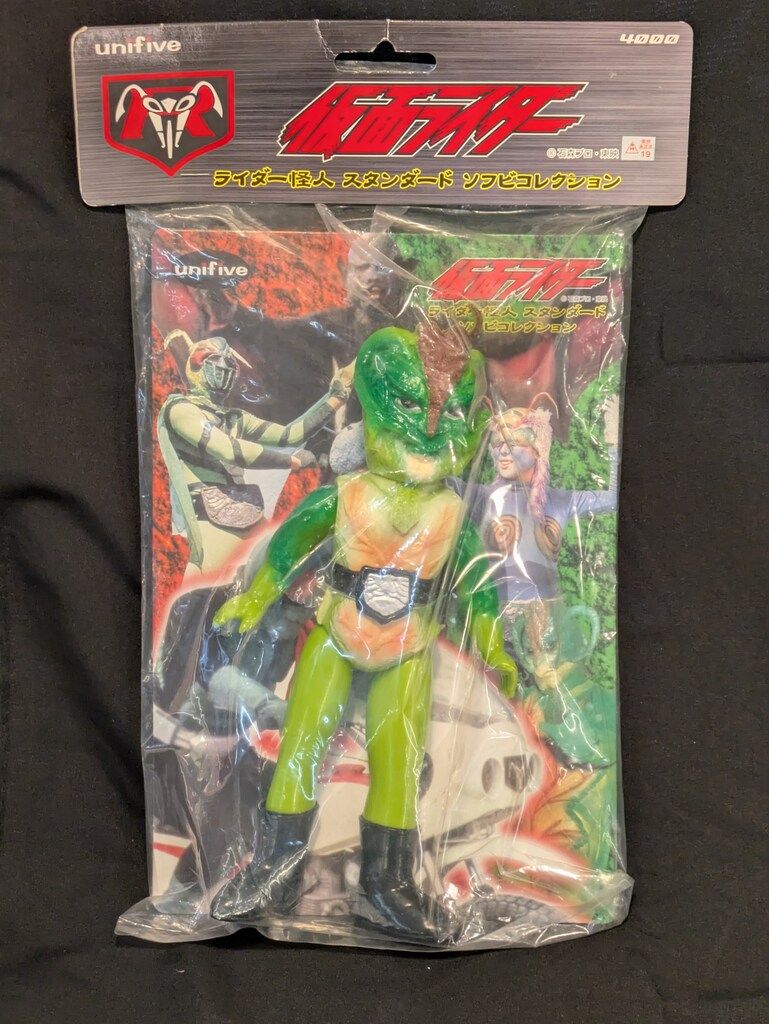 unifive
4000
仮面ライダー
©石森プロ・東映
19
ライダー怪人 スタンダード ソフビコレクション
unifive
仮面ライダー
©石森プロ・東映
ライダー怪人 スタンダード
ソフビコレクション